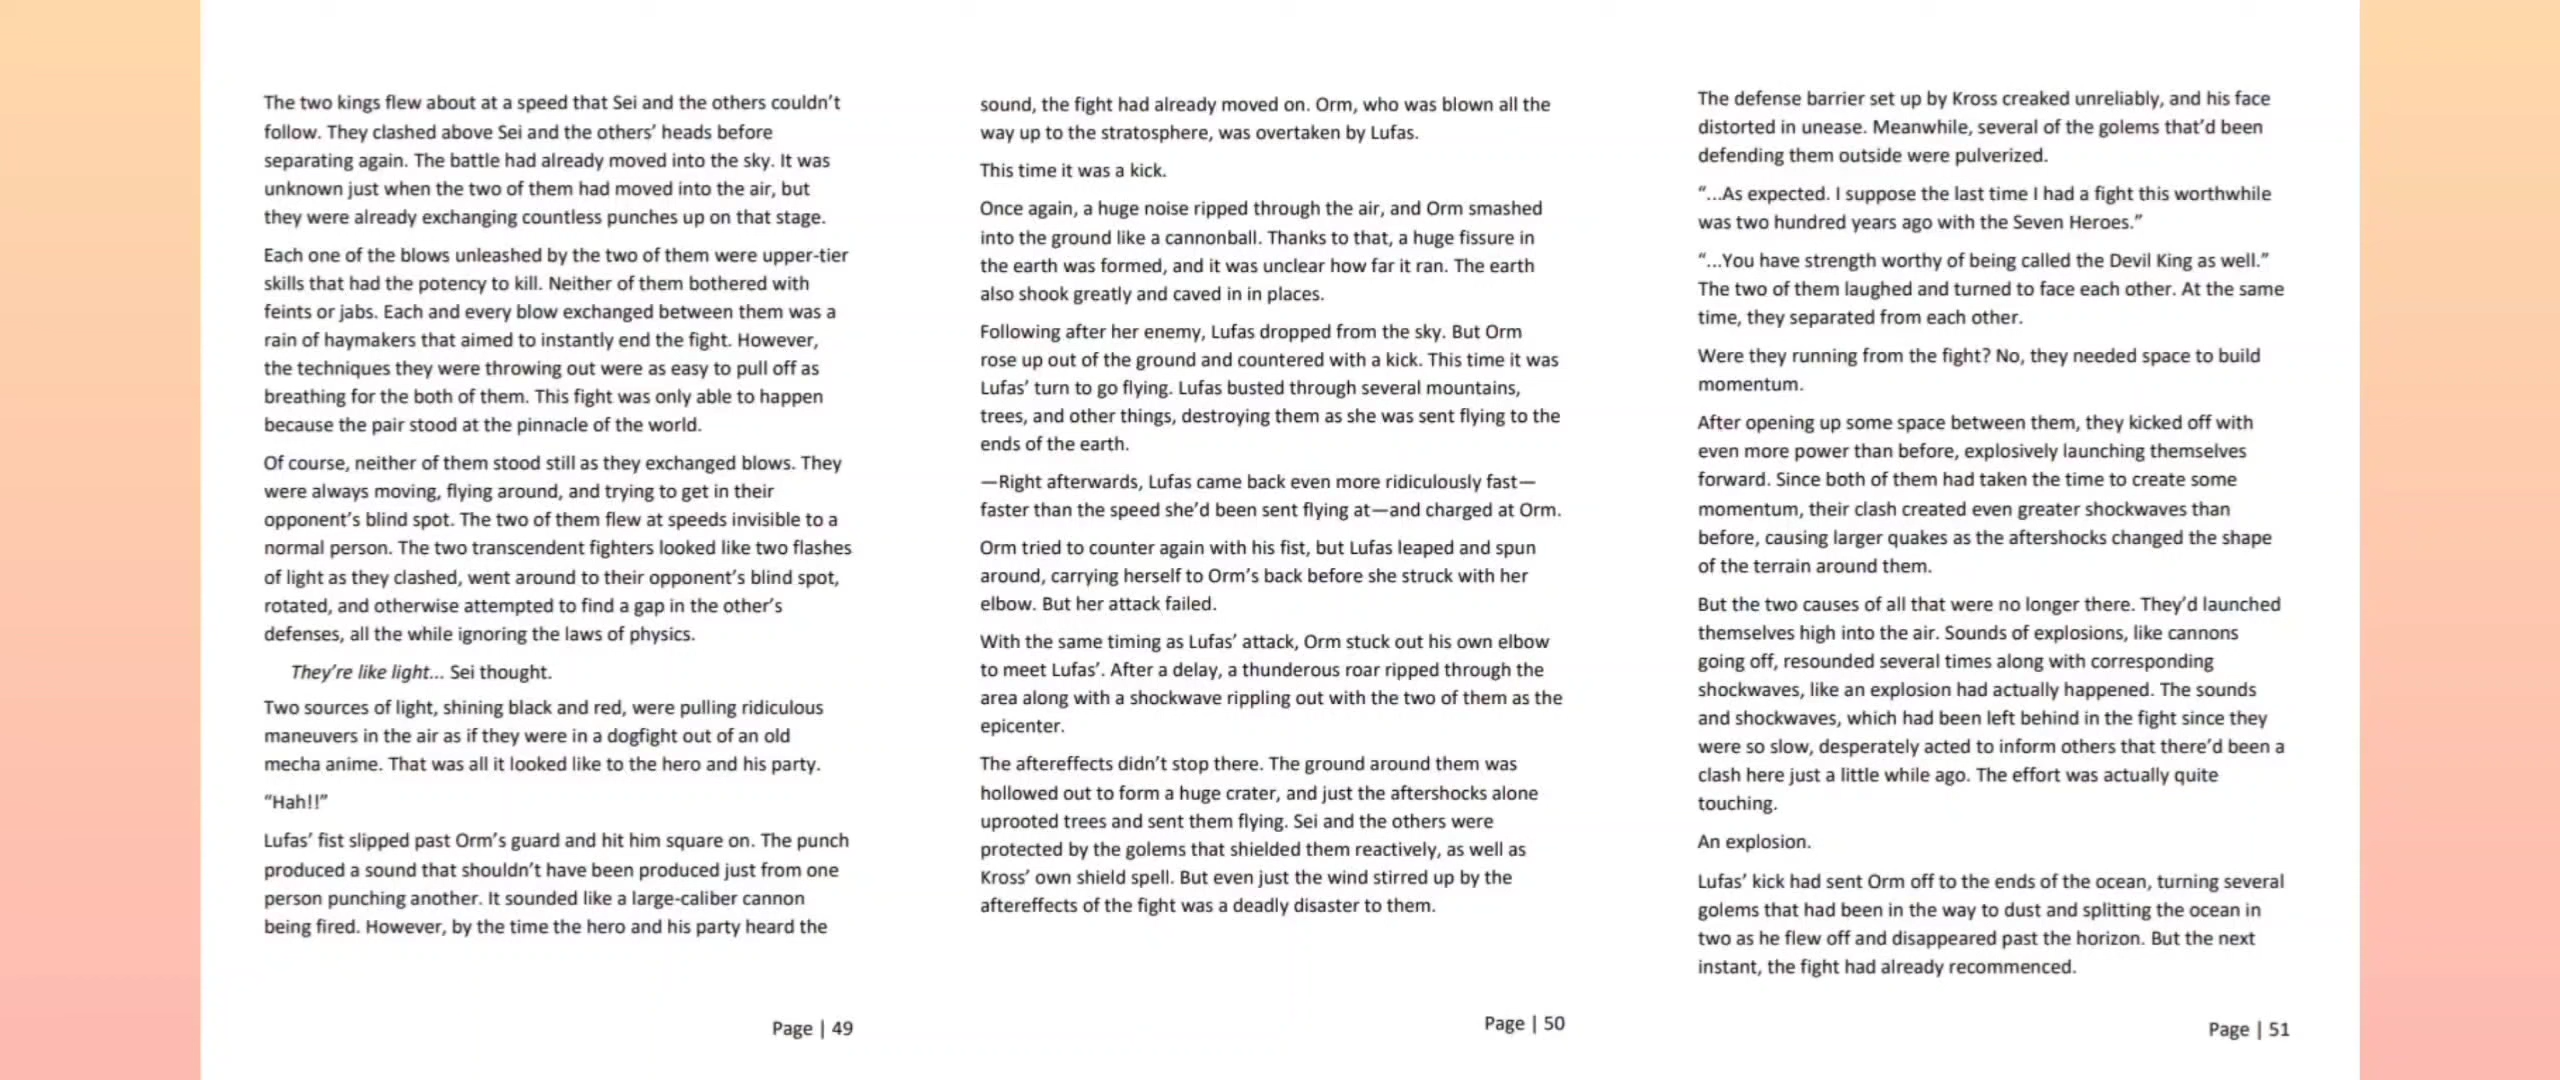 The two kings flew about at a speed that Sei and the others couldn’t
follow. They clashed above Sei and the others’ heads before
separating again. The battle had already moved into the sky. It was
unknown just when the two of them had moved into the air, but
they were already exchanging countless punches up on that stage.
Each one of the blows unleashed by the two of them were upper-tier
skills that had the potency to kill. Neither of them bothered with
feints or jabs. Each and every blow exchanged between them was a
rain of haymakers that aimed to instantly end the fight. However,
the techniques they were throwing out were as easy to pull off as
breathing for the both of them. This fight was only able to happen
because the pair stood at the pinnacle of the world.
Of course, neither of them stood still as they exchanged blows. They
were always moving, flying around, and trying to get in their
opponent’s blind spot. The two of them flew at speeds invisible to a
normal person. The two transcendent fighters looked like two flashes
of light as they clashed, went around to their opponent’s blind spot,
rotated, and otherwise attempted to find a gap in the other’s
defenses, all the while ignoring the laws of physics.
They’re like light... Sei thought.
Two sources of light, shining black and red, were pulling ridiculous
maneuvers in the air as if they were in a dogfight out of an old
mecha anime. That was all it looked like to the hero and his party.
“Hah!!”
Lufas’ fist slipped past Orm’s guard and hit him square on. The punch
produced a sound that shouldn’t have been produced just from one
person punching another. It sounded like a large-caliber cannon
being fired. However, by the time the hero and his party heard the
Page | 49
sound, the fight had already moved on. Orm, who was blown all the
way up to the stratosphere, was overtaken by Lufas.
This time it was a kick.
Once again, a huge noise ripped through the air, and Orm smashed
into the ground like a cannonball. Thanks to that, a huge fissure in
the earth was formed, and it was unclear how far it ran. The earth
also shook greatly and caved in in places.
Following after her enemy, Lufas dropped from the sky. But Orm
rose up out of the ground and countered with a kick. This time it was
Lufas’ turn to go flying. Lufas busted through several mountains,
trees, and other things, destroying them as she was sent flying to the
ends of the earth.
—Right afterwards, Lufas came back even more ridiculously fast—
faster than the speed she’d been sent flying at—and charged at Orm.
Orm tried to counter again with his fist, but Lufas leaped and spun
around, carrying herself to Orm’s back before she struck with her
elbow. But her attack failed.
With the same timing as Lufas’ attack, Orm stuck out his own elbow
to meet Lufas’. After a delay, a thunderous roar ripped through the
area along with a shockwave rippling out with the two of them as the
epicenter.
The aftereffects didn’t stop there. The ground around them was
hollowed out to form a huge crater, and just the aftershocks alone
uprooted trees and sent them flying. Sei and the others were
protected by the golems that shielded them reactively, as well as
Kross’ own shield spell. But even just the wind stirred up by the
aftereffects of the fight was a deadly disaster to them.
Page | 50
The defense barrier set up by Kross creaked unreliably, and his face
distorted in unease. Meanwhile, several of the golems that’d been
defending them outside were pulverized.
“...As expected. I suppose the last time I had a fight this worthwhile
was two hundred years ago with the Seven Heroes.”
“...You have strength worthy of being called the Devil King as well.”
The two of them laughed and turned to face each other. At the same
time, they separated from each other.
Were they running from the fight? No, they needed space to build
momentum.
After opening up some space between them, they kicked off with
even more power than before, explosively launching themselves
forward. Since both of them had taken the time to create some
momentum, their clash created even greater shockwaves than
before, causing larger quakes as the aftershocks changed the shape
of the terrain around them.
But the two causes of all that were no longer there. They’d launched
themselves high into the air. Sounds of explosions, like cannons
going off, resounded several times along with corresponding
shockwaves, like an explosion had actually happened. The sounds
and shockwaves, which had been left behind in the fight since they
were so slow, desperately acted to inform others that there’d been a
clash here just a little while ago. The effort was actually quite
touching.
An explosion.
Lufas’ kick had sent Orm off to the ends of the ocean, turning several
golems that had been in the way to dust and splitting the ocean in
two as he flew off and disappeared past the horizon. But the next
instant, the fight had already recommenced.
Page | 51